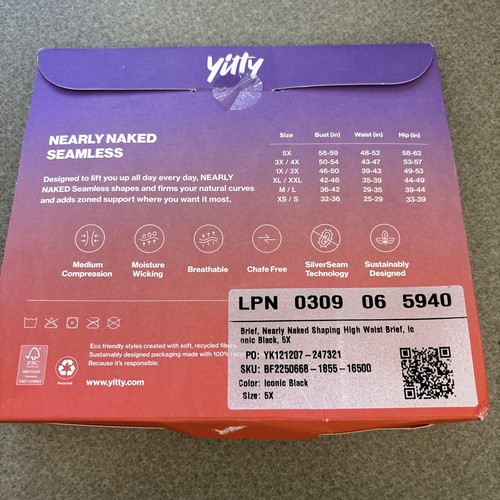 yitty
NEARLY NAKED
SEAMLESS
Designed to lift you up all day every day, NEARLY
NAKED Seamless shapes and firms your natural curves
and adds zoned support where you want it most.
Size Bust (in) Waist (in) Hip (in)
5X 55-59 48-52 58-62
3X / 4X 50-54 43-47 53-57
1X / 2X 46-50 39-43 49-53
XL / XXL 42-46 35-39 44-49
M / L 36-42 29-35 39-44
XS / S 32-36 25-29 33-39
Medium
Compression
Moisture
Wicking
Breathable
Chafe Free
SilverSeam
Technology
Sustainably
Designed
LPN 0309 06 5940
Brief, Nearly Naked Shaping High Waist Brief, Ic
onic Black, 5X
PO: YK121207-247321
SKU: BF2250668-1855-16500
Color: Iconic Black
Size: 5X
Eco friendly styles created with soft, recycled fibers.
Sustainably designed packaging made with 100%
Because it's responsible.
www.yitty.com
FSC
Recycle
yitty